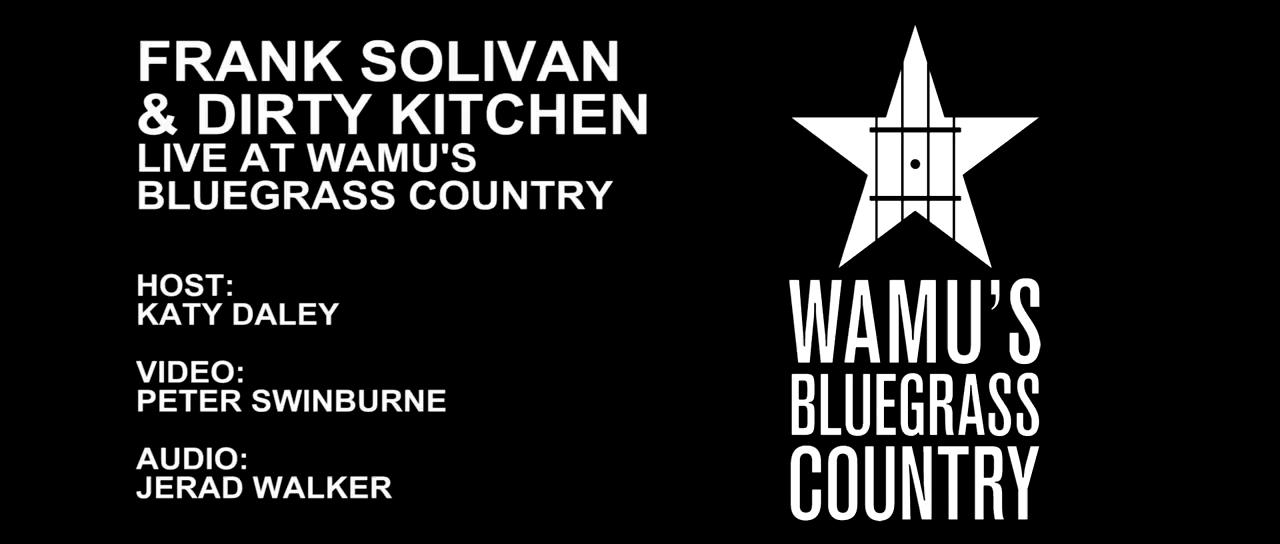 FRANK SOLIVAN
& DIRTY KITCHEN
LIVE AT WAMU'S
BLUEGRASS COUNTRY
HOST:
KATY DALEY
VIDEO:
PETER SWINBURNE
AUDIO:
JERAD WALKER
WAMU’S
BLUEGRASS
COUNTRY